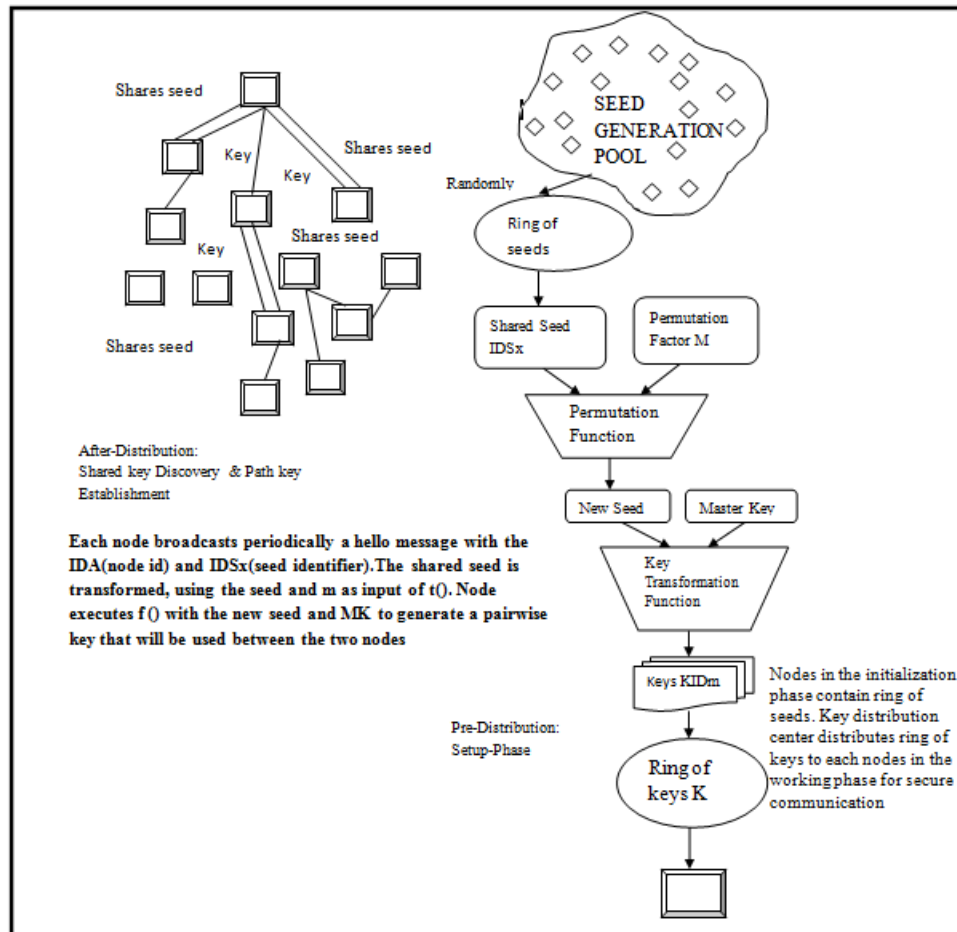 Shares seed
Key
Key
Shares seed
Key
Shares seed
Shares seed
After-Distribution:
Shared key Discovery & Path key
Establishment
Each node broadcasts periodically a hello message with the
IDA(node id) and IDSx(seed identifier).The shared seed is
transformed, using the seed and m as input of t(). Node
executes f () with the new seed and MK to generate a pairwise
key that will be used between the two nodes
SEED
GENERATION
POOL
Randomly
Ring of
seeds
Shared Seed
IDSx
Permutation
Factor M
Permutation
Function
New Seed
Master Key
Key
Transformation
Function
Keys KIDm
Pre-Distribution:
Setup-Phase
Ring of
keys K
Nodes in the initialization
phase contain ring of
seeds. Key distribution
center distributes ring of
keys to each nodes in the
working phase for secure
communication